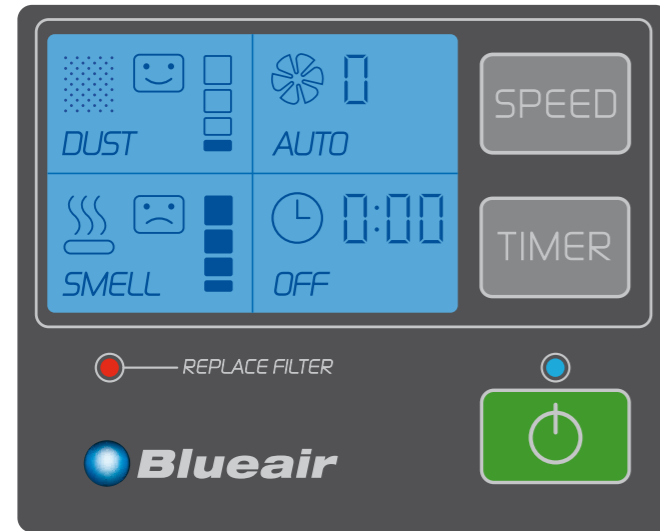 DUST
0
AUTO
SPEED
SMELL
0:00
OFF
TIMER
REPLACE FILTER
Blueair